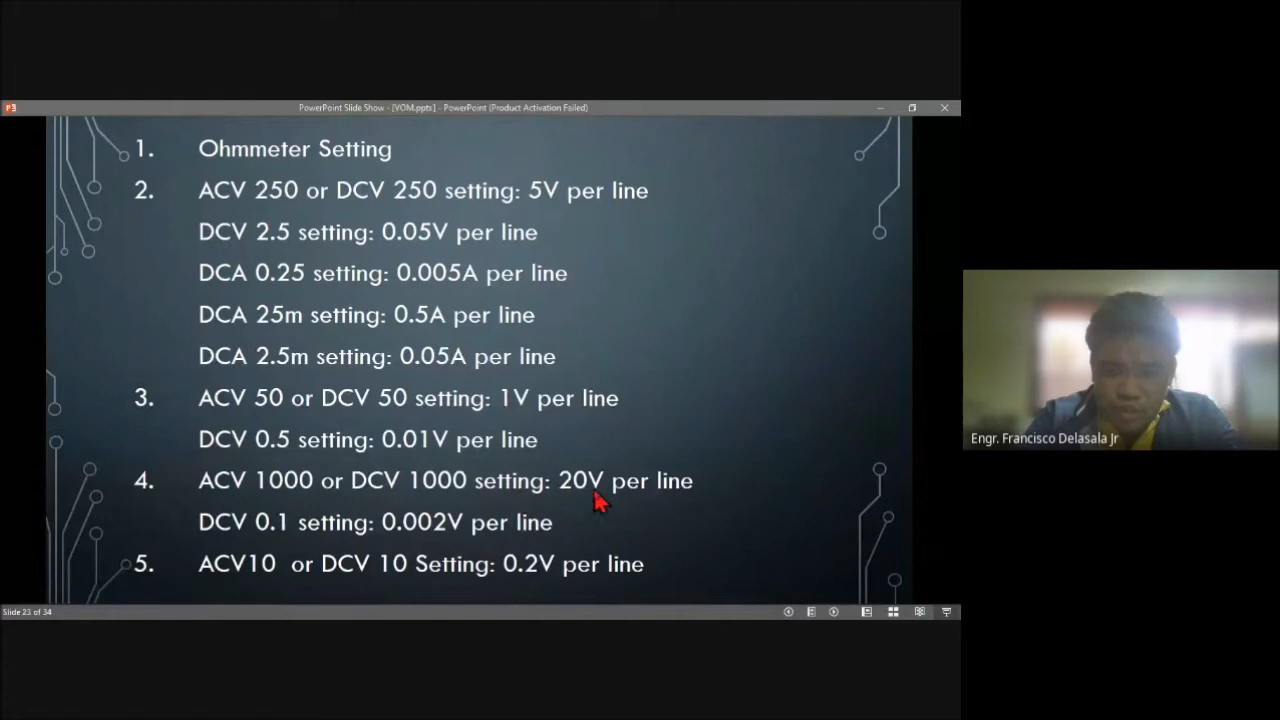 PowerPoint Slide Show - [VOM.pptx] - PowerPoint (Product Activation Failed)
1. Ohmmeter Setting
2. ACV 250 or DCV 250 setting: 5V per line
DCV 2.5 setting: 0.05V per line
DCA 0.25 setting: 0.005A per line
DCA 25m setting: 0.5A per line
DCA 2.5m setting: 0.05A per line
3. ACV 50 or DCV 50 setting: 1V per line
DCV 0.5 setting: 0.01V per line
4. ACV 1000 or DCV 1000 setting: 20V per line
DCV 0.1 setting: 0.002V per line
5. ACV10 or DCV 10 Setting: 0.2V per line
Slide 23 of 34
Engr. Francisco Delasala Jr